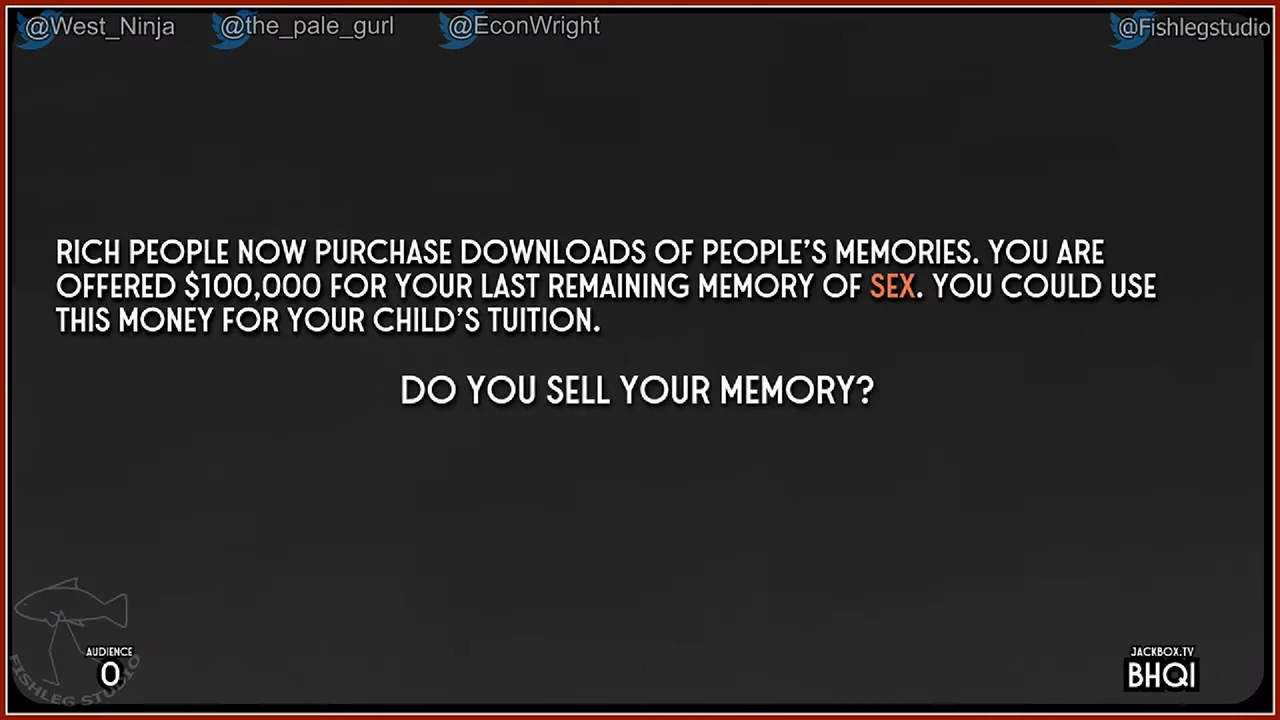 @West_Ninja @the_pale_gurl @EconWright @Fishlegstudio
RICH PEOPLE NOW PURCHASE DOWNLOADS OF PEOPLE'S MEMORIES. YOU ARE
OFFERED $100,000 FOR YOUR LAST REMAINING MEMORY OF SEX. YOU COULD USE
THIS MONEY FOR YOUR CHILD'S TUITION.
DO YOU SELL YOUR MEMORY?
FISHLEG STUDIO
AUDIENCE
0
JACKBOX.TV
BHQI